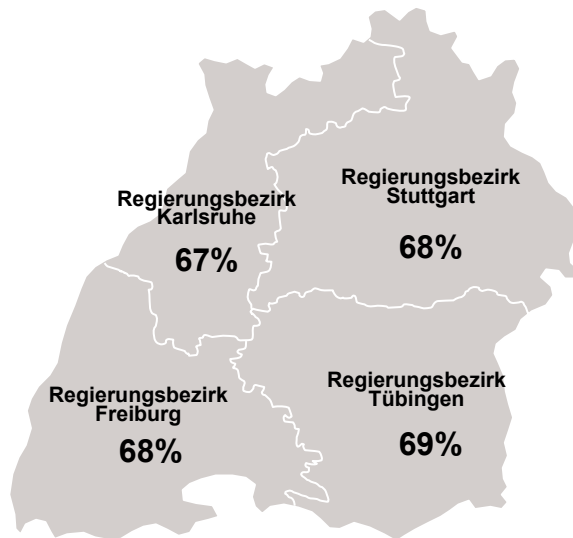 Regierungsbezirk
Stuttgart
68%
Regierungsbezirk
Karlsruhe
67%
Regierungsbezirk
Tübingen
69%
Regierungsbezirk
Freiburg
68%